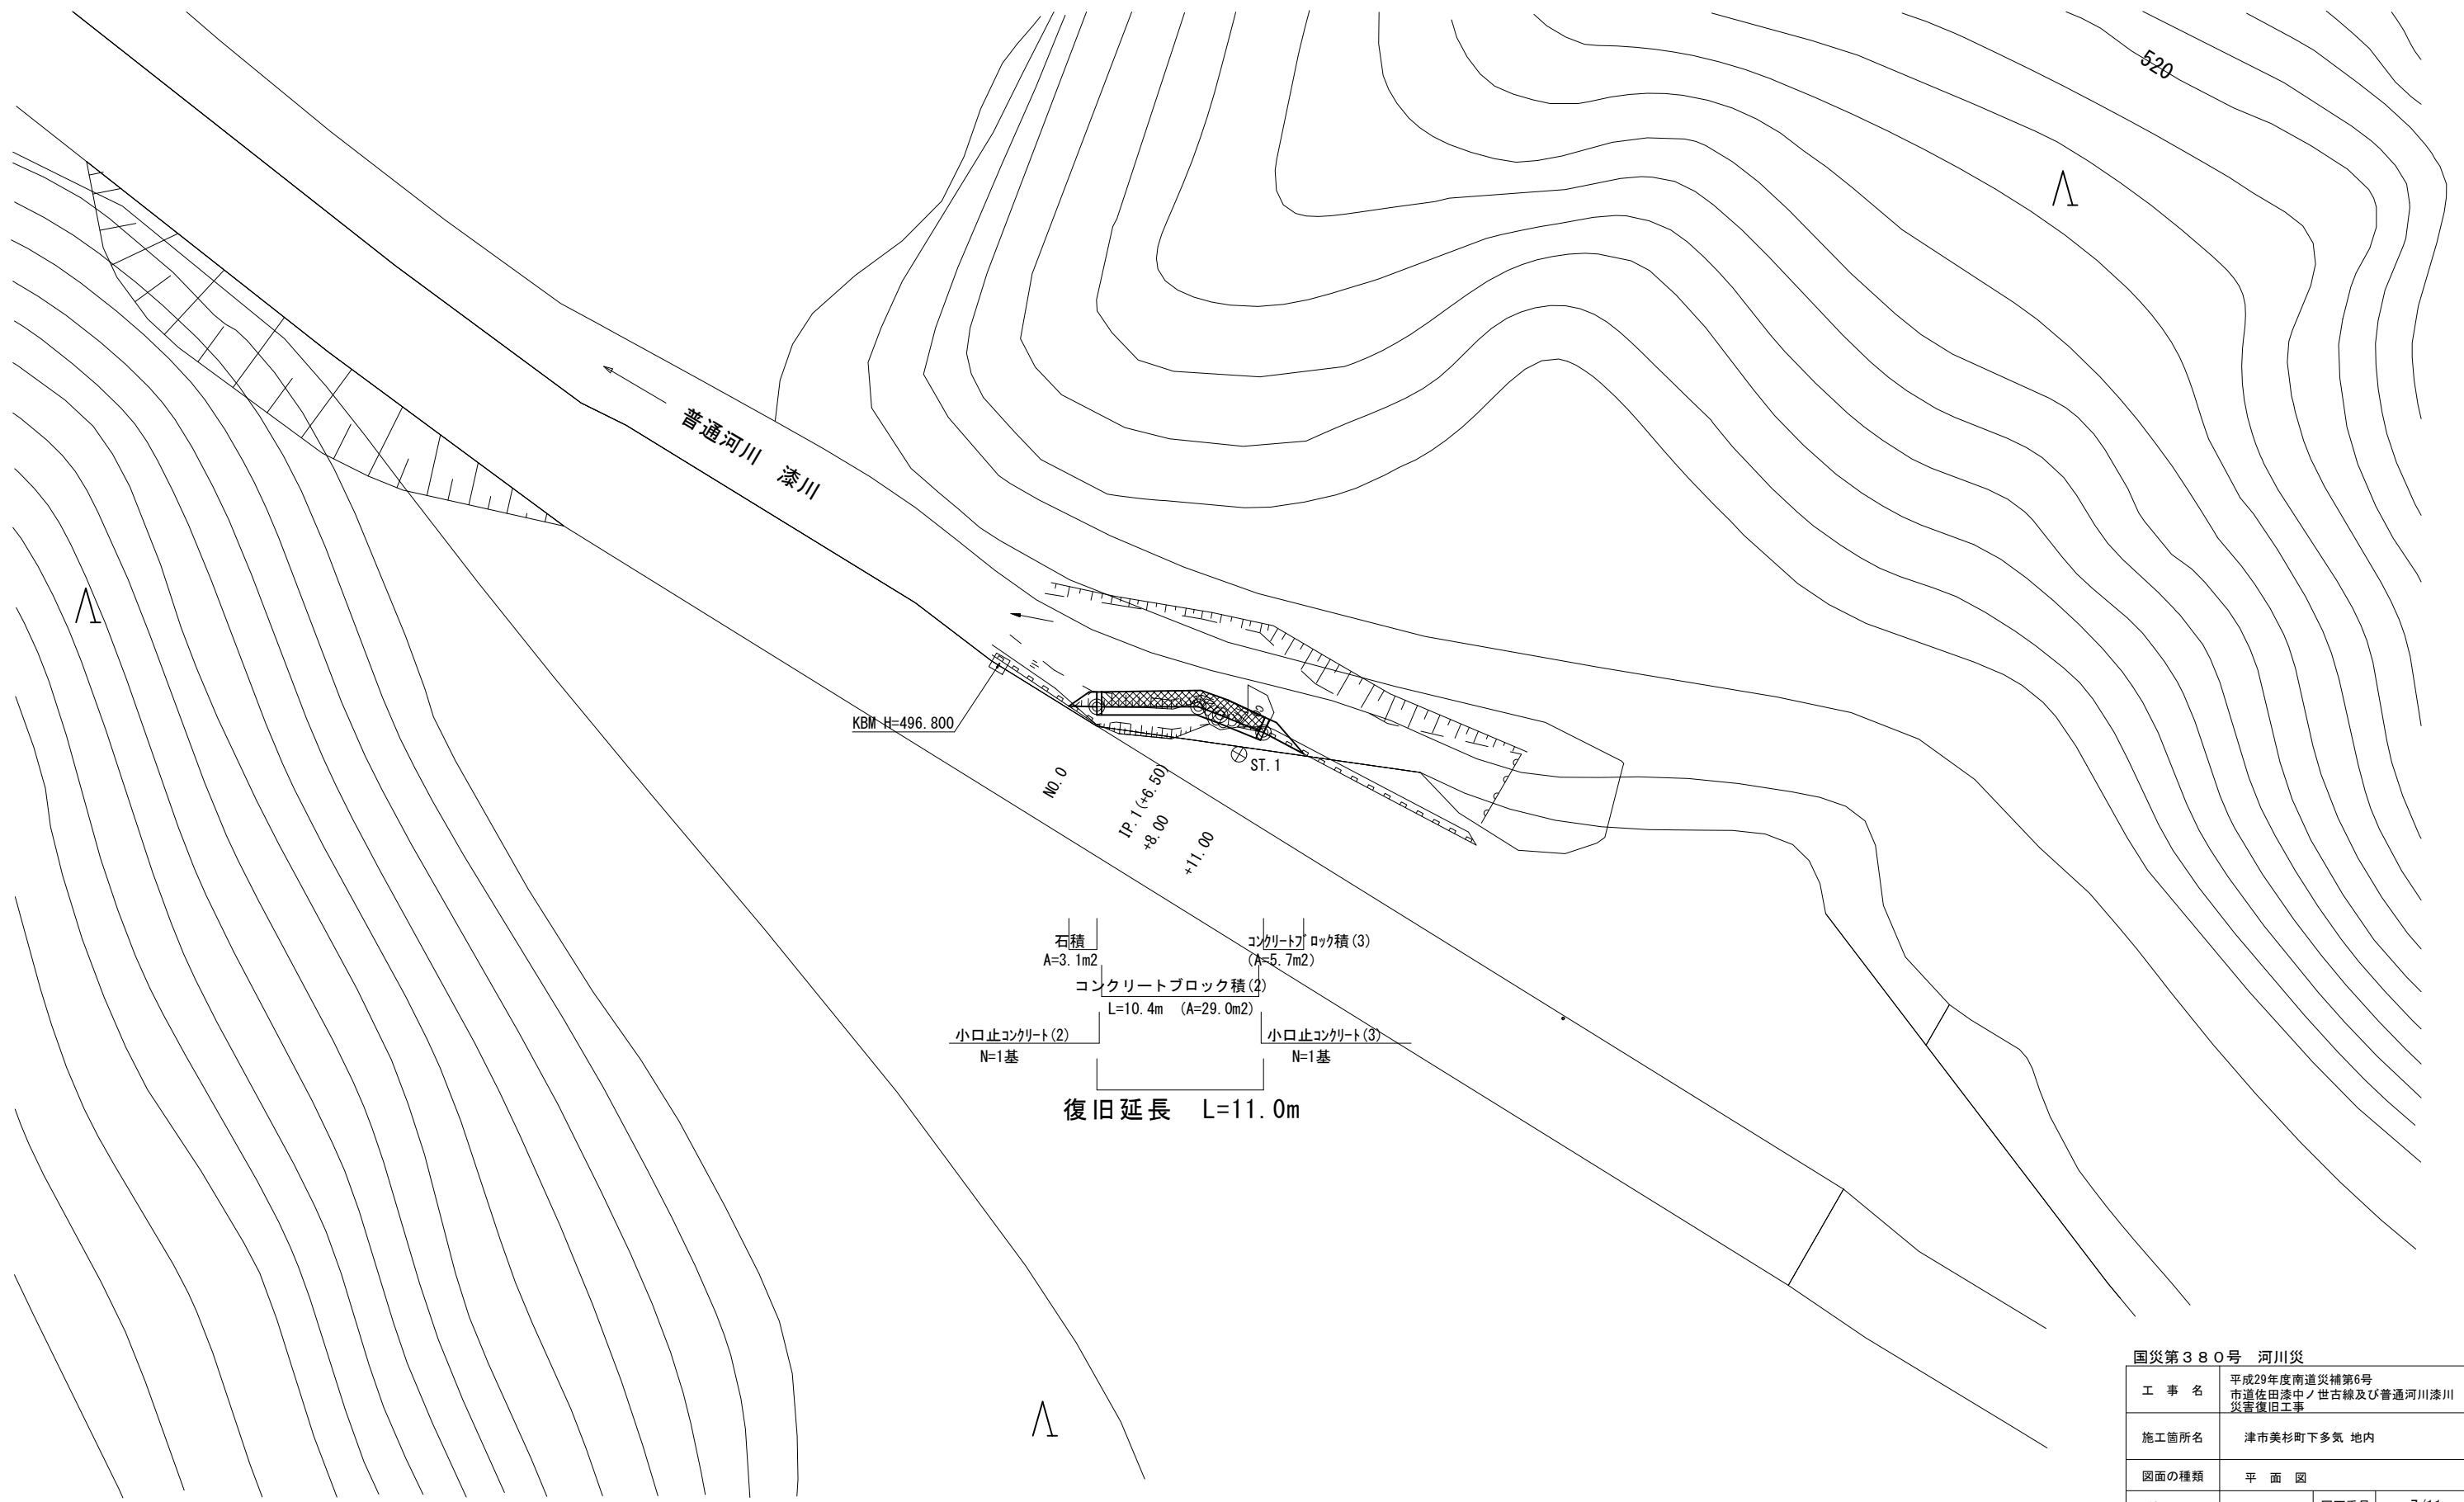 520
普通河川 漆川
KBM H=496.800
ST.1
NO.0
IP.1(+6.50)
+8.00
+11.00
石積
A=3.1m2
コンクリートブロック積(3)
(A=5.7m2)
コンクリートブロック積(2)
L=10.4m (A=29.0m2)
小口止コンクリート(2)
N=1基
小口止コンクリート(3)
N=1基
復旧延長 L=11.0m
国災第380号 河川災
工事名
平成29年度南道災補第6号
市道佐田漆中ノ世古線及び普通河川漆川
災害復旧工事
施工箇所名
津市美杉町下多気 地内
図面の種類
平面図